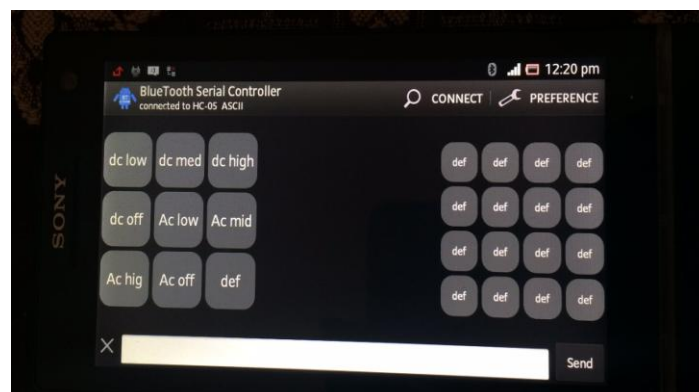 12:20 pm
BlueTooth Serial Controller
connected to HC-05 ASCII
CONNECT
PREFERENCE
dc low dc med dc high
def def def def
dc off Ac low Ac mid
def def def def
Ac hig Ac off def
def def def def
def def def def
Send
SONY